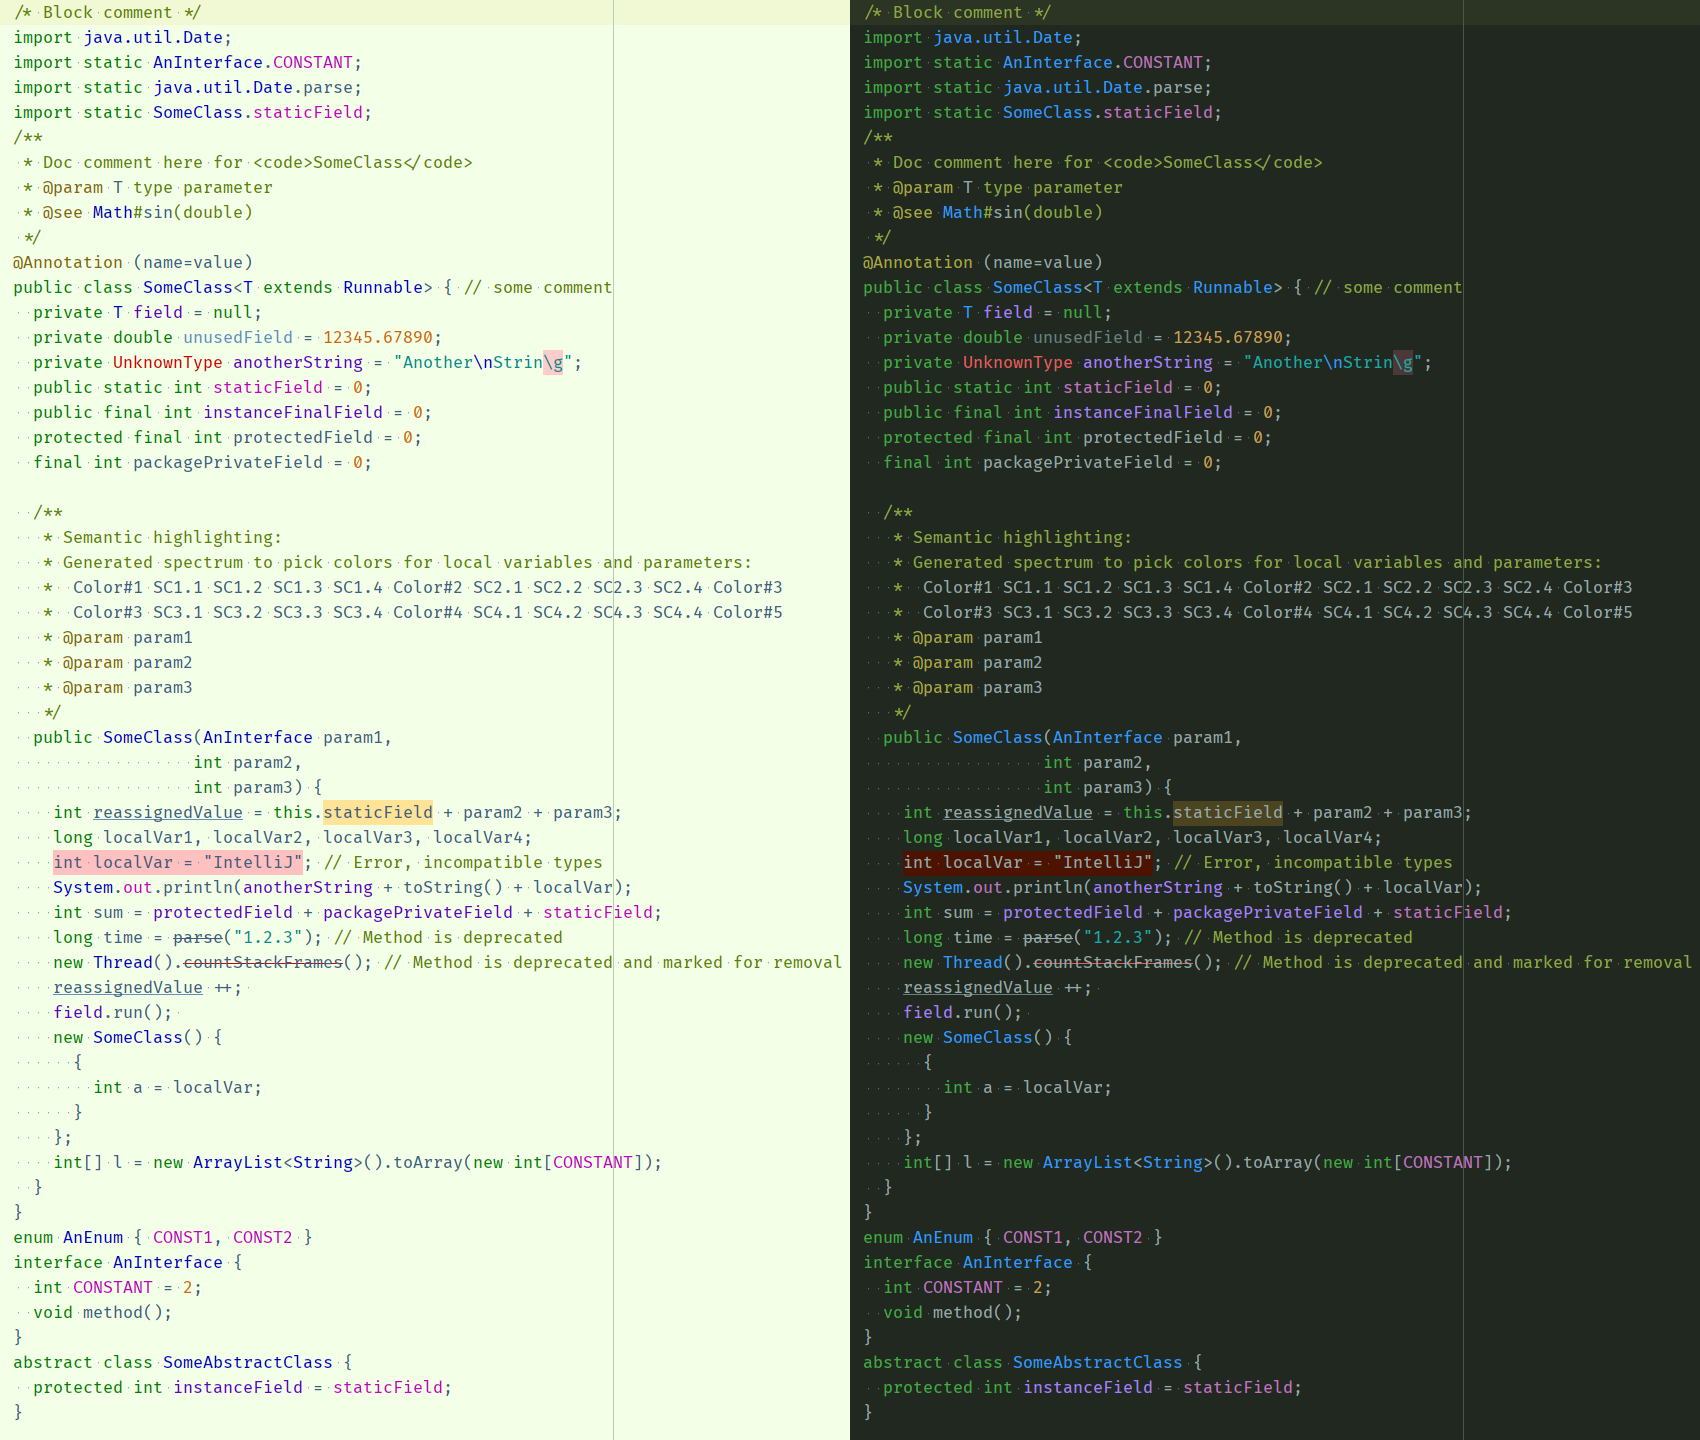 /* Block comment */
import java.util.Date;
import static AnInterface.CONSTANT;
import static java.util.Date.parse;
import static SomeClass.staticField;
/**
 * Doc comment here for <code>SomeClass</code>
 * @param T type parameter
 * @see Math#sin(double)
 */
@Annotation (name=value)
public class SomeClass<T extends Runnable> { // some comment
  private T field = null;
  private double unusedField = 12345.67890;
  private UnknownType anotherString = "Another\nStrin\g";
  public static int staticField = 0;
  public final int instanceFinalField = 0;
  protected final int protectedField = 0;
  final int packagePrivateField = 0;

  /**
   * Semantic highlighting:
   * Generated spectrum to pick colors for local variables and parameters:
   *  Color#1 SC1.1 SC1.2 SC1.3 SC1.4 Color#2 SC2.1 SC2.2 SC2.3 SC2.4 Color#3
   *  Color#3 SC3.1 SC3.2 SC3.3 SC3.4 Color#4 SC4.1 SC4.2 SC4.3 SC4.4 Color#5
   * @param param1
   * @param param2
   * @param param3
   */
  public SomeClass(AnInterface param1,
                  int param2,
                  int param3) {
    int reassignedValue = this.staticField + param2 + param3;
    long localVar1, localVar2, localVar3, localVar4;
    int localVar = "IntelliJ"; // Error, incompatible types
    System.out.println(anotherString + toString() + localVar);
    int sum = protectedField + packagePrivateField + staticField;
    long time = parse("1.2.3"); // Method is deprecated
    new Thread().countStackFrames(); // Method is deprecated and marked for removal
    reassignedValue ++;
    field.run();
    new SomeClass() {
      {
        int a = localVar;
      }
    };
    int[] l = new ArrayList<String>().toArray(new int[CONSTANT]);
  }
}
enum AnEnum { CONST1, CONST2 }
interface AnInterface {
  int CONSTANT = 2;
  void method();
}
abstract class SomeAbstractClass {
  protected int instanceField = staticField;
}
/* Block comment */
import java.util.Date;
import static AnInterface.CONSTANT;
import static java.util.Date.parse;
import static SomeClass.staticField;
/**
 * Doc comment here for <code>SomeClass</code>
 * @param T type parameter
 * @see Math#sin(double)
 */
@Annotation (name=value)
public class SomeClass<T extends Runnable> { // some comment
  private T field = null;
  private double unusedField = 12345.67890;
  private UnknownType anotherString = "Another\nStrin\g";
  public static int staticField = 0;
  public final int instanceFinalField = 0;
  protected final int protectedField = 0;
  final int packagePrivateField = 0;

  /**
   * Semantic highlighting:
   * Generated spectrum to pick colors for local variables and parameters:
   *  Color#1 SC1.1 SC1.2 SC1.3 SC1.4 Color#2 SC2.1 SC2.2 SC2.3 SC2.4 Color#3
   *  Color#3 SC3.1 SC3.2 SC3.3 SC3.4 Color#4 SC4.1 SC4.2 SC4.3 SC4.4 Color#5
   * @param param1
   * @param param2
   * @param param3
   */
  public SomeClass(AnInterface param1,
                  int param2,
                  int param3) {
    int reassignedValue = this.staticField + param2 + param3;
    long localVar1, localVar2, localVar3, localVar4;
    int localVar = "IntelliJ"; // Error, incompatible types
    System.out.println(anotherString + toString() + localVar);
    int sum = protectedField + packagePrivateField + staticField;
    long time = parse("1.2.3"); // Method is deprecated
    new Thread().countStackFrames(); // Method is deprecated and marked for removal
    reassignedValue ++;
    field.run();
    new SomeClass() {
      {
        int a = localVar;
      }
    };
    int[] l = new ArrayList<String>().toArray(new int[CONSTANT]);
  }
}
enum AnEnum { CONST1, CONST2 }
interface AnInterface {
  int CONSTANT = 2;
  void method();
}
abstract class SomeAbstractClass {
  protected int instanceField = staticField;
}